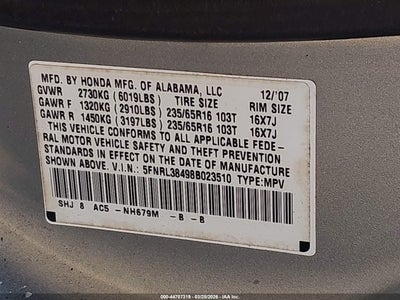 MFD. BY HONDA MFG. OF ALABAMA, LLC 12/'07
GVWR 2730KG (6019LBS) TIRE SIZE RIM SIZE
GAWR F 1320KG (2910LBS) 235/65R16 103T 16X7J
GAWR R 1450KG (3197LBS) 235/65R16 103T 16X7J
THIS VEHICLE CONFORMS TO ALL APPLICABLE FEDE-
RAL MOTOR VEHICLE SAFETY AND THEFT PREVENTION
STANDARDS IN EFFECT ON THE DATE OF MANUFACTURE
SHOWN ABOVE. V.I.N.: 5FNRL38498B023510 TYPE:MPV
SHJ 8 AC5 -NH679M -B -B
000-44707319 - 03/28/2026 - IAA Inc.